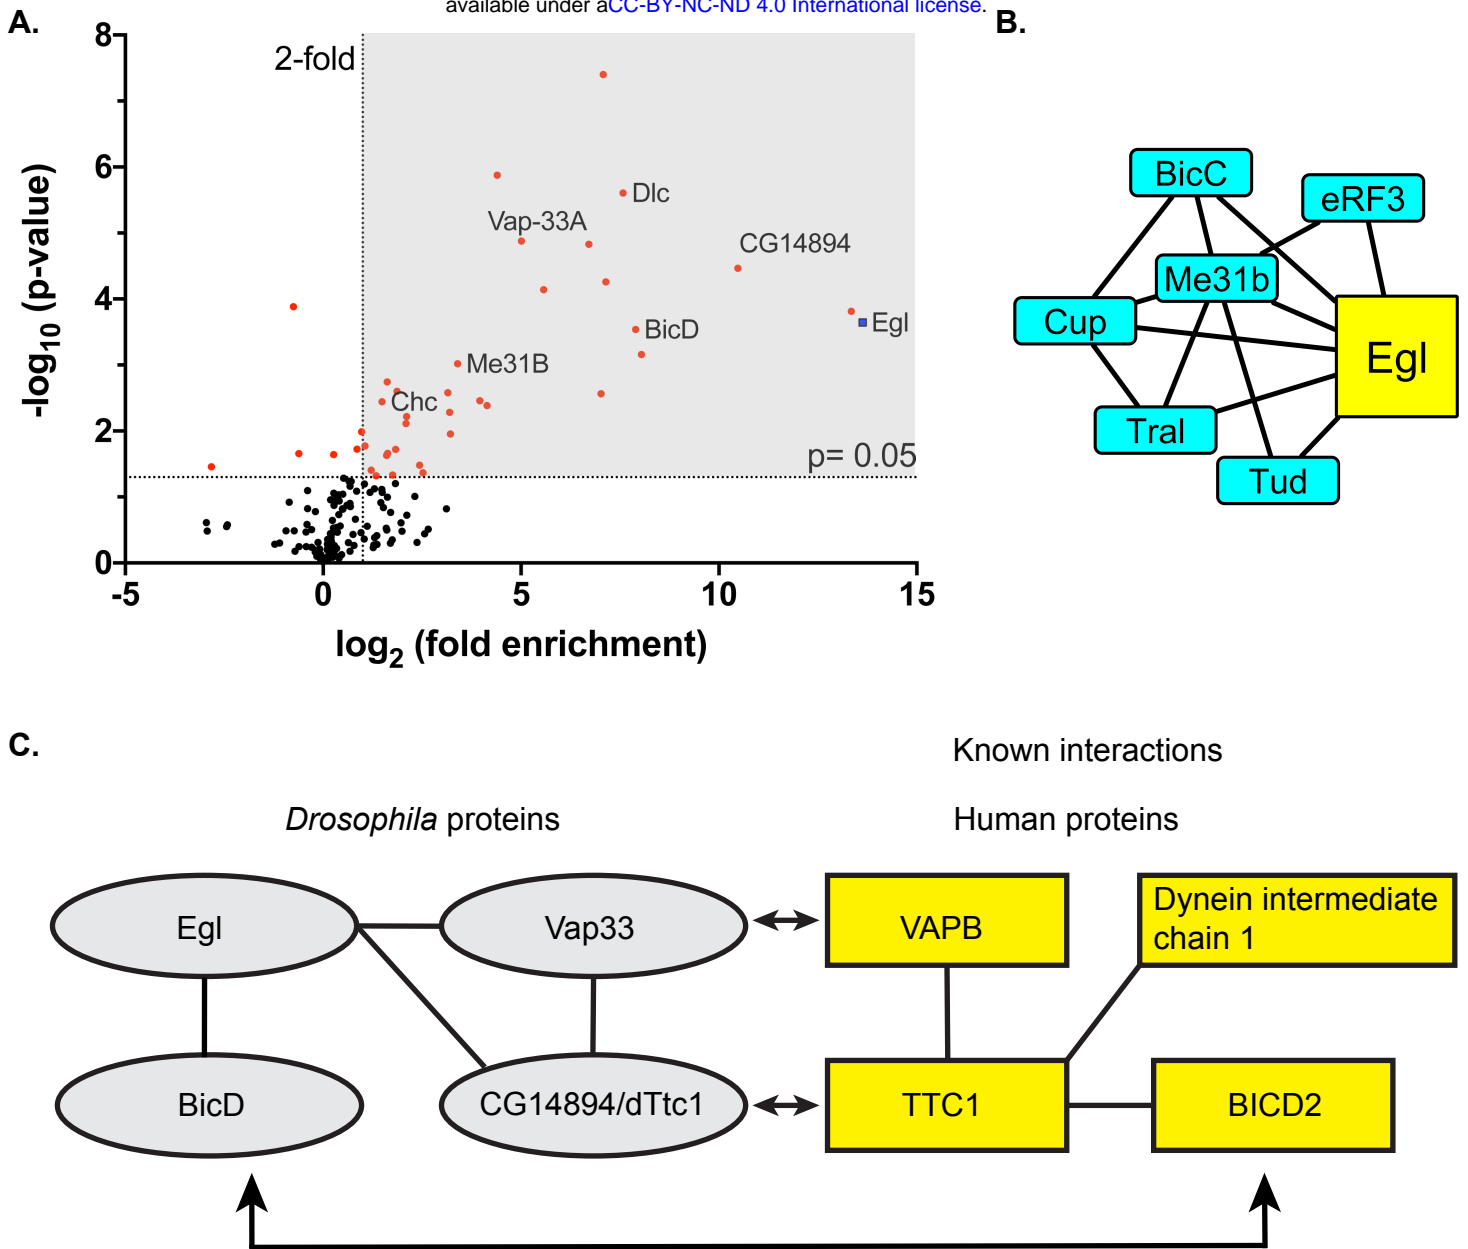 available under aCC-BY-NC-ND 4.0 International license.
A.
8
6
4
2
0
-log10 (p-value)
2-fold
Dlc
Vap-33A
CG14894
Egl
BicD
Me31B
Chc
p= 0.05
-5
0
5
10
15
log2 (fold enrichment)
B.
BicC
eRF3
Me31b
Cup
Egl
Tral
Tud
C.
Known interactions
Drosophila proteins
Human proteins
Egl
Vap33
VAPB
Dynein intermediate
chain 1
BicD
CG14894/dTtc1
TTC1
BICD2